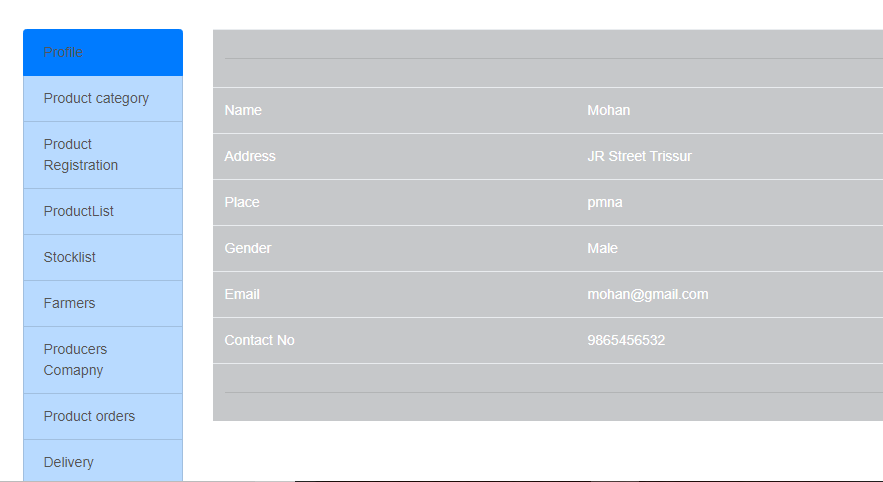 Profile
Product category
Product
Registration
ProductList
Stocklist
Farmers
Producers
Comapny
Product orders
Delivery
Name Mohan
Address JR Street Trissur
Place pmna
Gender Male
Email mohan@gmail.com
Contact No 9865456532